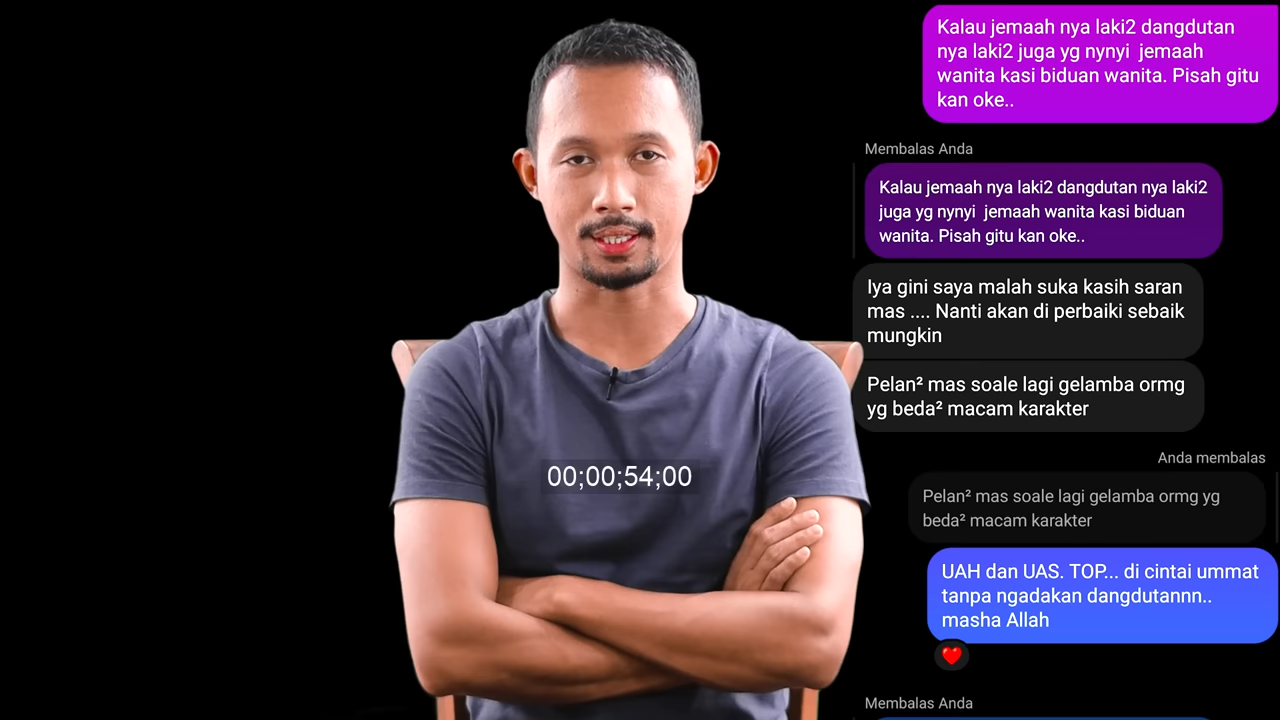 Kalau jemaah nya laki2 dangdutan
nya laki2 juga yg nynyi jemaah
wanita kasi biduan wanita. Pisah gitu
kan oke..
Membalas Anda
Kalau jemaah nya laki2 dangdutan nya laki2
juga yg nynyi jemaah wanita kasi biduan
wanita. Pisah gitu kan oke..
Iya gini saya malah suka kasih saran
mas .... Nanti akan di perbaiki sebaik
mungkin
Pelan² mas soale lagi gelamba ormg
yg beda² macam karakter
Anda membalas
Pelan² mas soale lagi gelamba ormg yg
beda² macam karakter
UAH dan UAS. TOP... di cintai ummat
tanpa ngadakan dangdutannn..
masha Allah
Membalas Anda
00;00;54;00